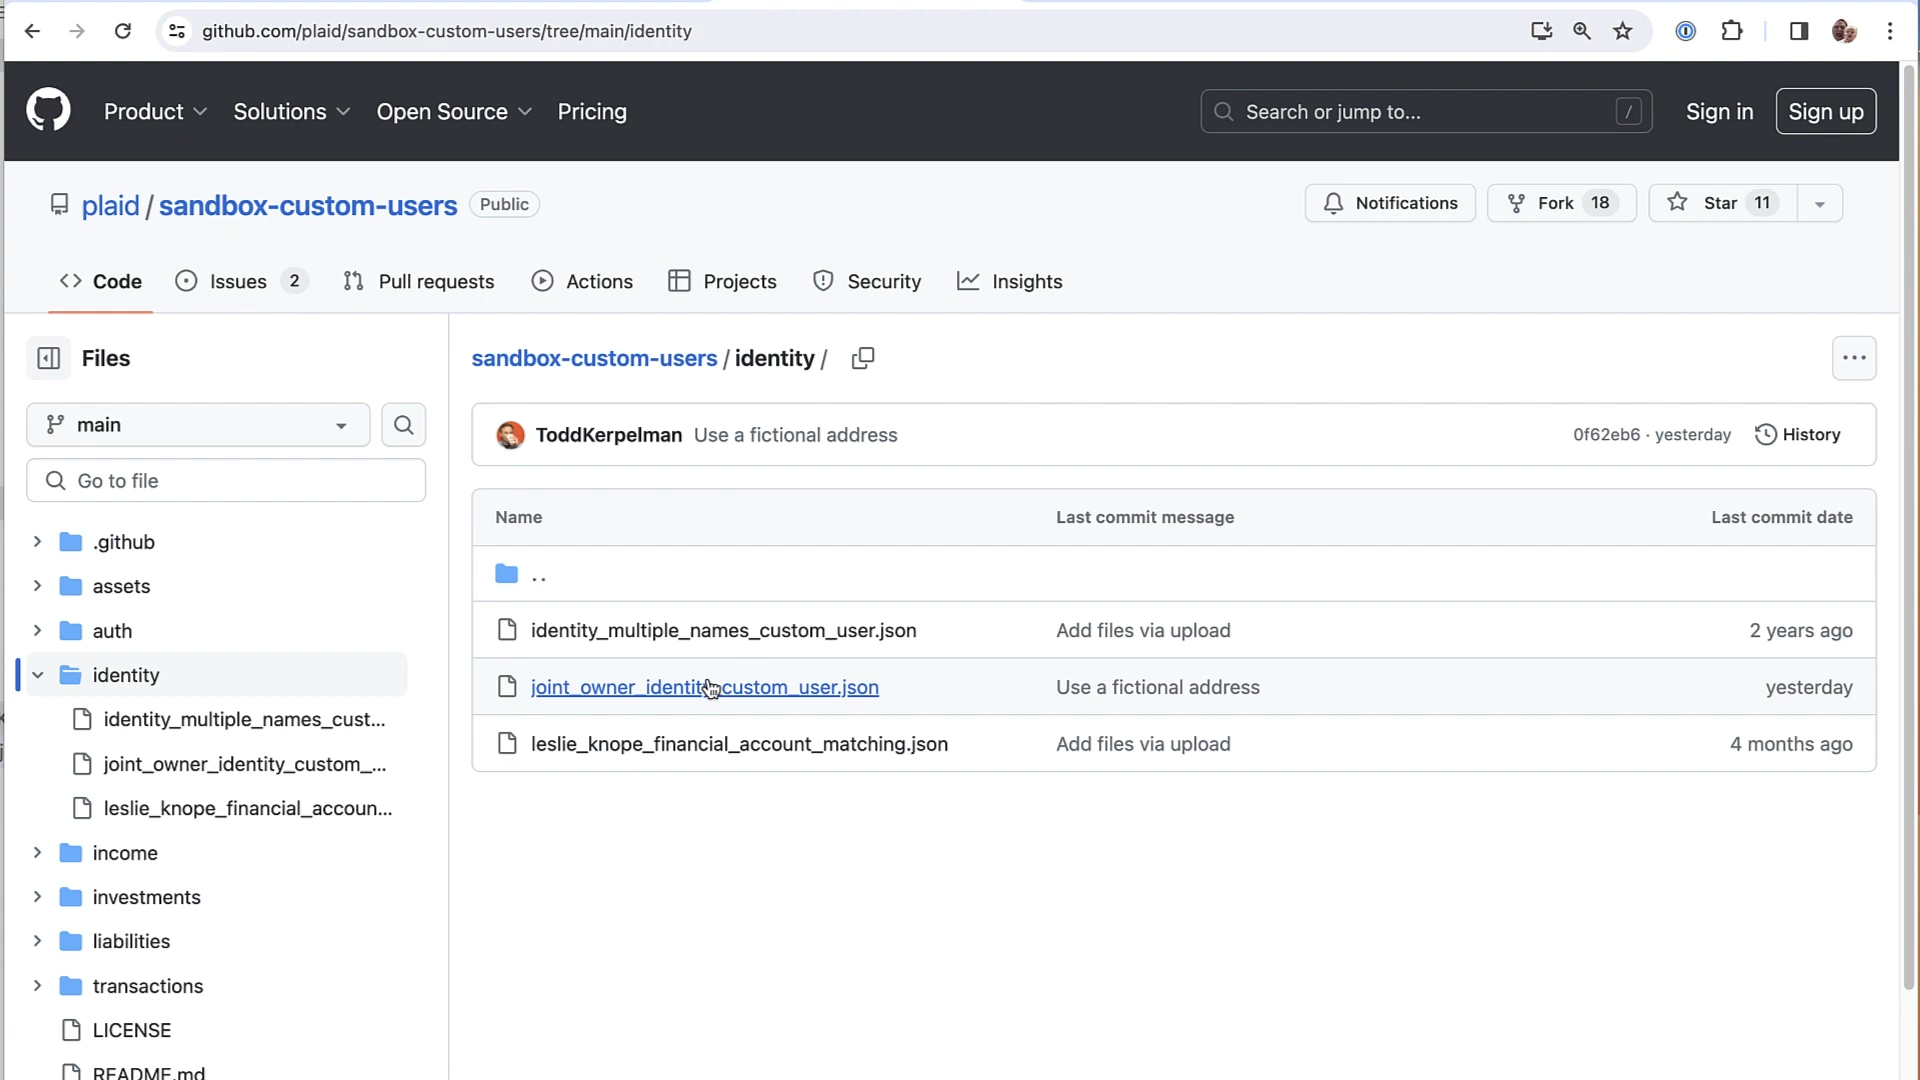 github.com/plaid/sandbox-custom-users/tree/main/identity
Product Solutions Open Source Pricing Search or jump to... / Sign in Sign up
plaid / sandbox-custom-users Public Notifications Fork 18 Star 11
Code Issues 2 Pull requests Actions Projects Security Insights
Files
main
Go to file
.github
assets
auth
identity
identity_multiple_names_cust...
joint_owner_identity_custom_...
leslie_knope_financial_accoun...
income
investments
liabilities
transactions
LICENSE
README.md
sandbox-custom-users / identity /
ToddKerpelman Use a fictional address 0f62eb6 · yesterday History
Name Last commit message Last commit date
..
identity_multiple_names_custom_user.json Add files via upload 2 years ago
joint_owner_identity_custom_user.json Use a fictional address yesterday
leslie_knope_financial_account_matching.json Add files via upload 4 months ago